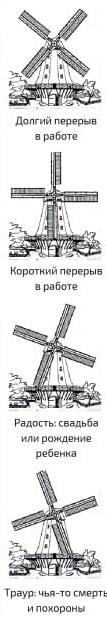 Долгий перерыв
в работе
Короткий перерыв
в работе
Радость: свадьба
или рождение
ребенка
Траур: чья-то смерть
и похороны